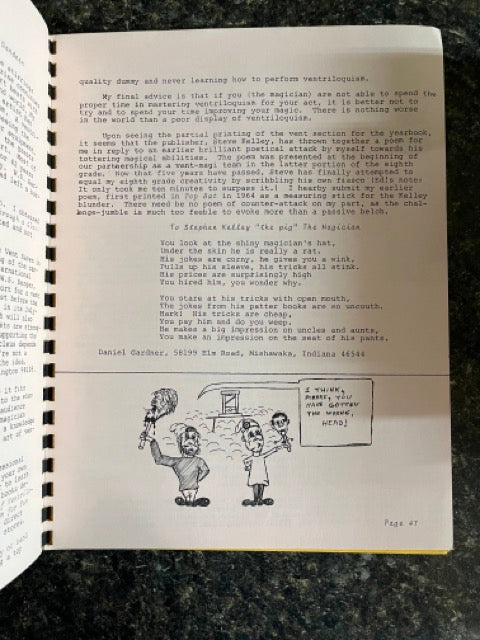 quality dummy and never learning how to perform ventriloquism.
My final advice is that if you (the magician) are not able to spend the
proper time in mastering ventriloquism for your act, it is better not to
try and to spend your time improving your magic. There is nothing worse
in the world than a poor display of ventriloquism.
Upon seeing the partial printing of the vent section for the yearbook,
it seems that the publisher, Steve Kelley, has thrown together a poem for
me in reply to an earlier brilliant poetical attack by myself towards his
tottering magical abilities. The poem was presented at the beginning of
our partnership as a vent-magi team in the latter portion of the eighth
grade. Now that five years have passed, Steve has finally attempted to
equal my eighth grade creativity by scribbling his own fiasco (Ed's note:
It only took me ten minutes to surpass it.) I hearby submit my earlier
poem, first printed in Pop Art in 1964 as a measuring stick for the Kelley
blunder. There need be no poem of counter-attack on my part, as the chal-
lenge-jumble is much too feeble to evoke more than a passive belch.
To Stephen Kelley "the pig" The Magician
You look at the shiny magician's hat,
Under the skin he is really a rat.
His jokes are corny, he gives you a wink,
Pulls up his sleeve, his tricks all stink.
His prices are surprisingly high
You hired him, you wonder why.
You stare at his tricks with open mouth,
The jokes from his patter books are so uncouth.
Hark! His tricks are cheap,
You pay him and do you weep.
He makes a big impression on uncles and aunts,
You make an impression on the seat of his pants.
Daniel Gardner, 58199 Elm Road, Mishawaka, Indiana 46544
I THINK,
PIERRE, YOU
HAVE GOTTEN
THE WRONG
HEAD!
Page 47